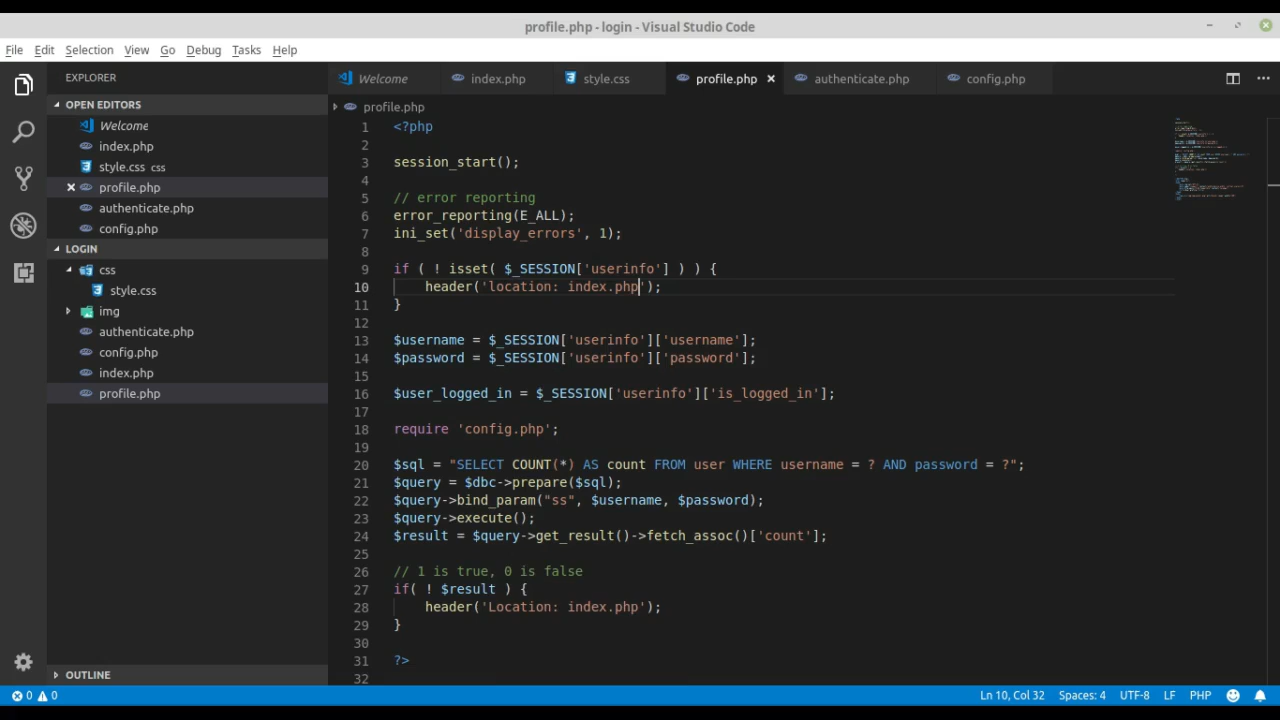 profile.php - login - Visual Studio Code
File Edit Selection View Go Debug Tasks Help
EXPLORER
OPEN EDITORS
Welcome
index.php
style.css css
profile.php
authenticate.php
config.php
LOGIN
css
style.css
img
authenticate.php
config.php
index.php
profile.php
OUTLINE
Welcome index.php style.css profile.php authenticate.php config.php
profile.php
1 <?php
2
3 session_start();
4
5 // error reporting
6 error_reporting(E_ALL);
7 ini_set('display_errors', 1);
8
9 if ( ! isset( $_SESSION['userinfo'] ) ) {
10     header('location: index.php');
11 }
12
13 $username = $_SESSION['userinfo']['username'];
14 $password = $_SESSION['userinfo']['password'];
15
16 $user_logged_in = $_SESSION['userinfo']['is_logged_in'];
17
18 require 'config.php';
19
20 $sql = "SELECT COUNT(*) AS count FROM user WHERE username = ? AND password = ?";
21 $query = $dbc->prepare($sql);
22 $query->bind_param("ss", $username, $password);
23 $query->execute();
24 $result = $query->get_result()->fetch_assoc()['count'];
25
26 // 1 is true, 0 is false
27 if( ! $result ) {
28     header('Location: index.php');
29 }
30
31 ?>
32
0 0 Ln 10, Col 32 Spaces: 4 UTF-8 LF PHP